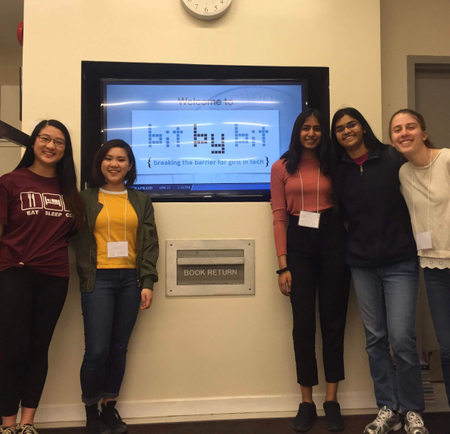 Welcome to
bit by bit
{ breaking the barrier for girls in tech }
BOOK RETURN
EAT SLEEP